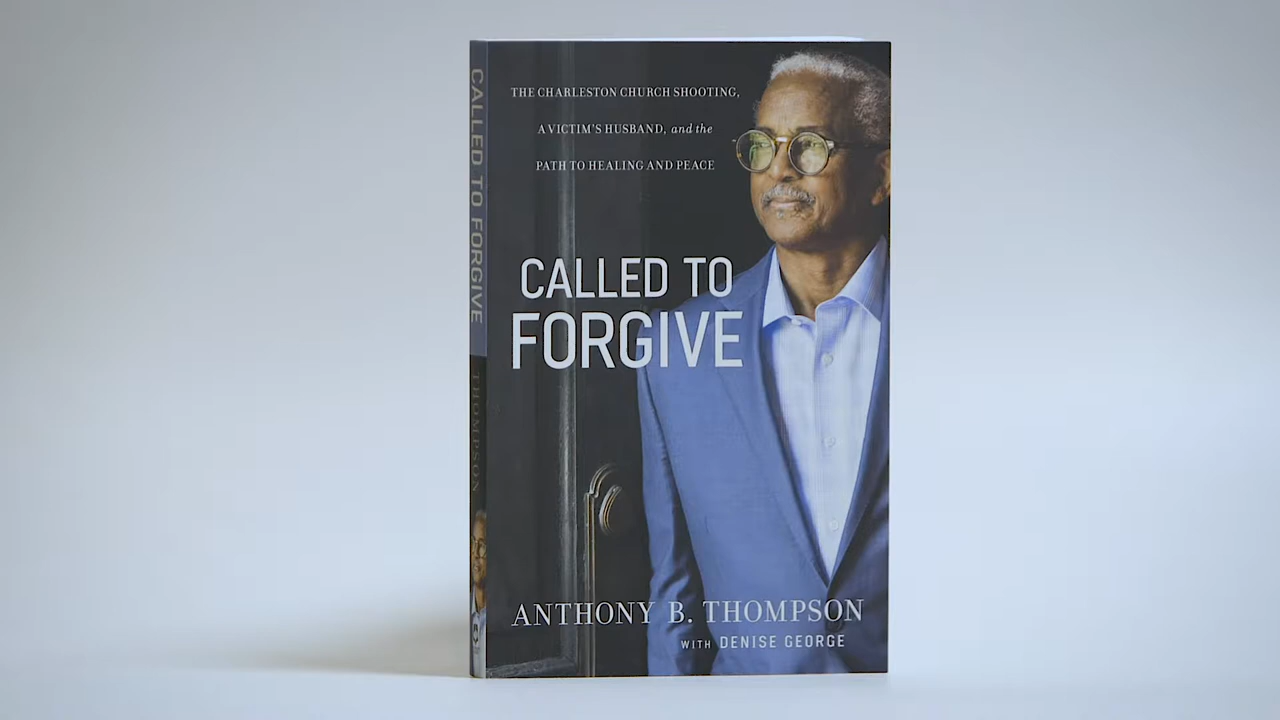 THE CHARLESTON CHURCH SHOOTING,
A VICTIM'S HUSBAND, and the
PATH TO HEALING AND PEACE
CALLED TO
FORGIVE
ANTHONY B. THOMPSON
WITH DENISE GEORGE
CALLED TO FORGIVE
THOMPSON